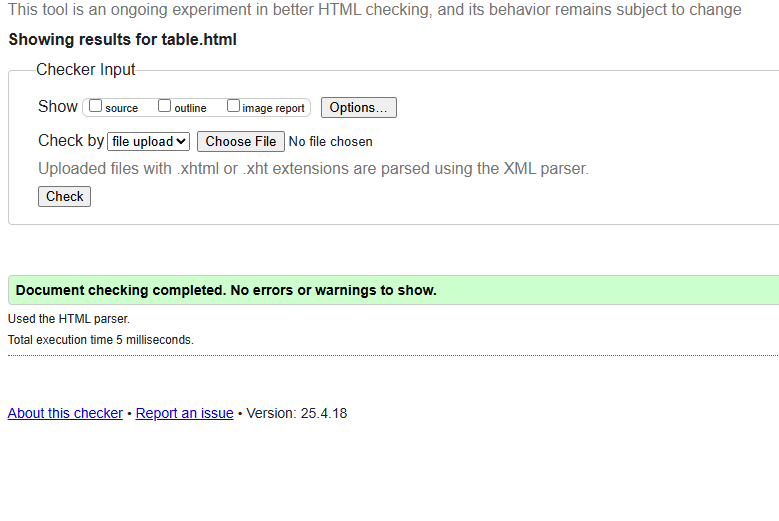 This tool is an ongoing experiment in better HTML checking, and its behavior remains subject to change
Showing results for table.html
Checker Input
Show source outline image report Options...
Check by file upload Choose File No file chosen
Uploaded files with .xhtml or .xht extensions are parsed using the XML parser.
Check
Document checking completed. No errors or warnings to show.
Used the HTML parser.
Total execution time 5 milliseconds.
About this checker • Report an issue • Version: 25.4.18